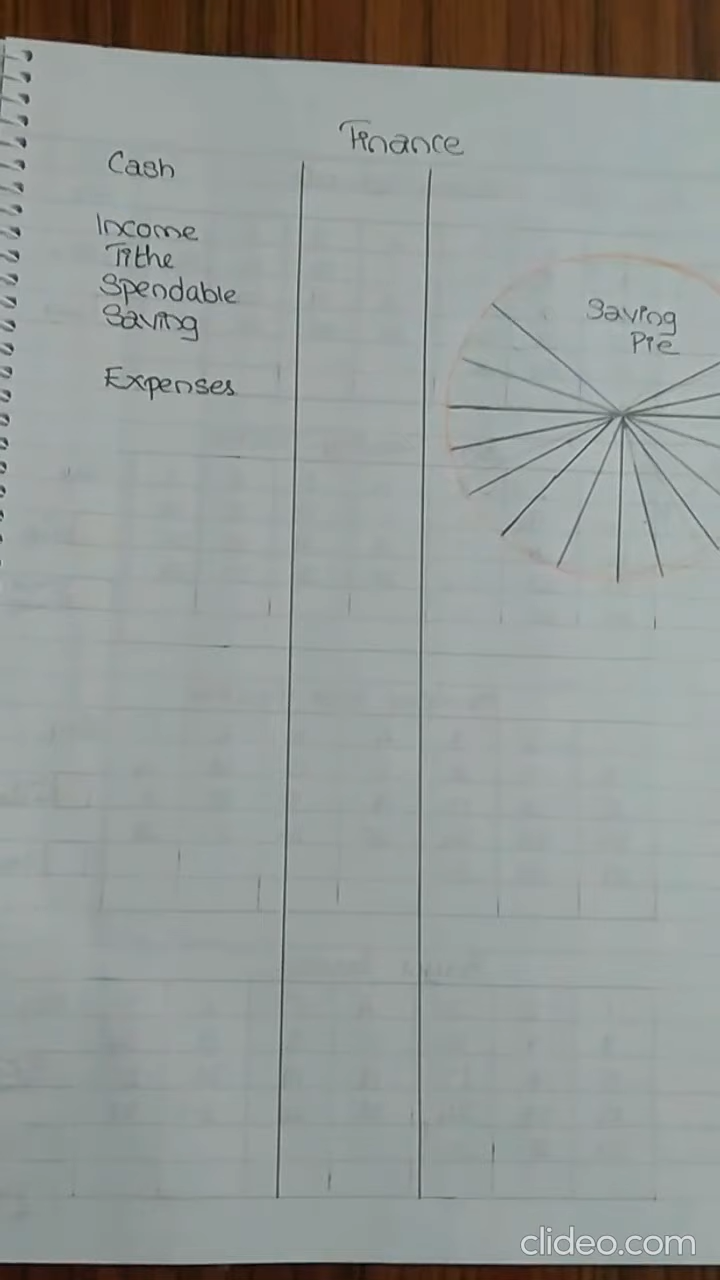 Finance
Cash
Income
Tithe
Spendable
Saving
Expenses
Saving
Pie
clideo.com